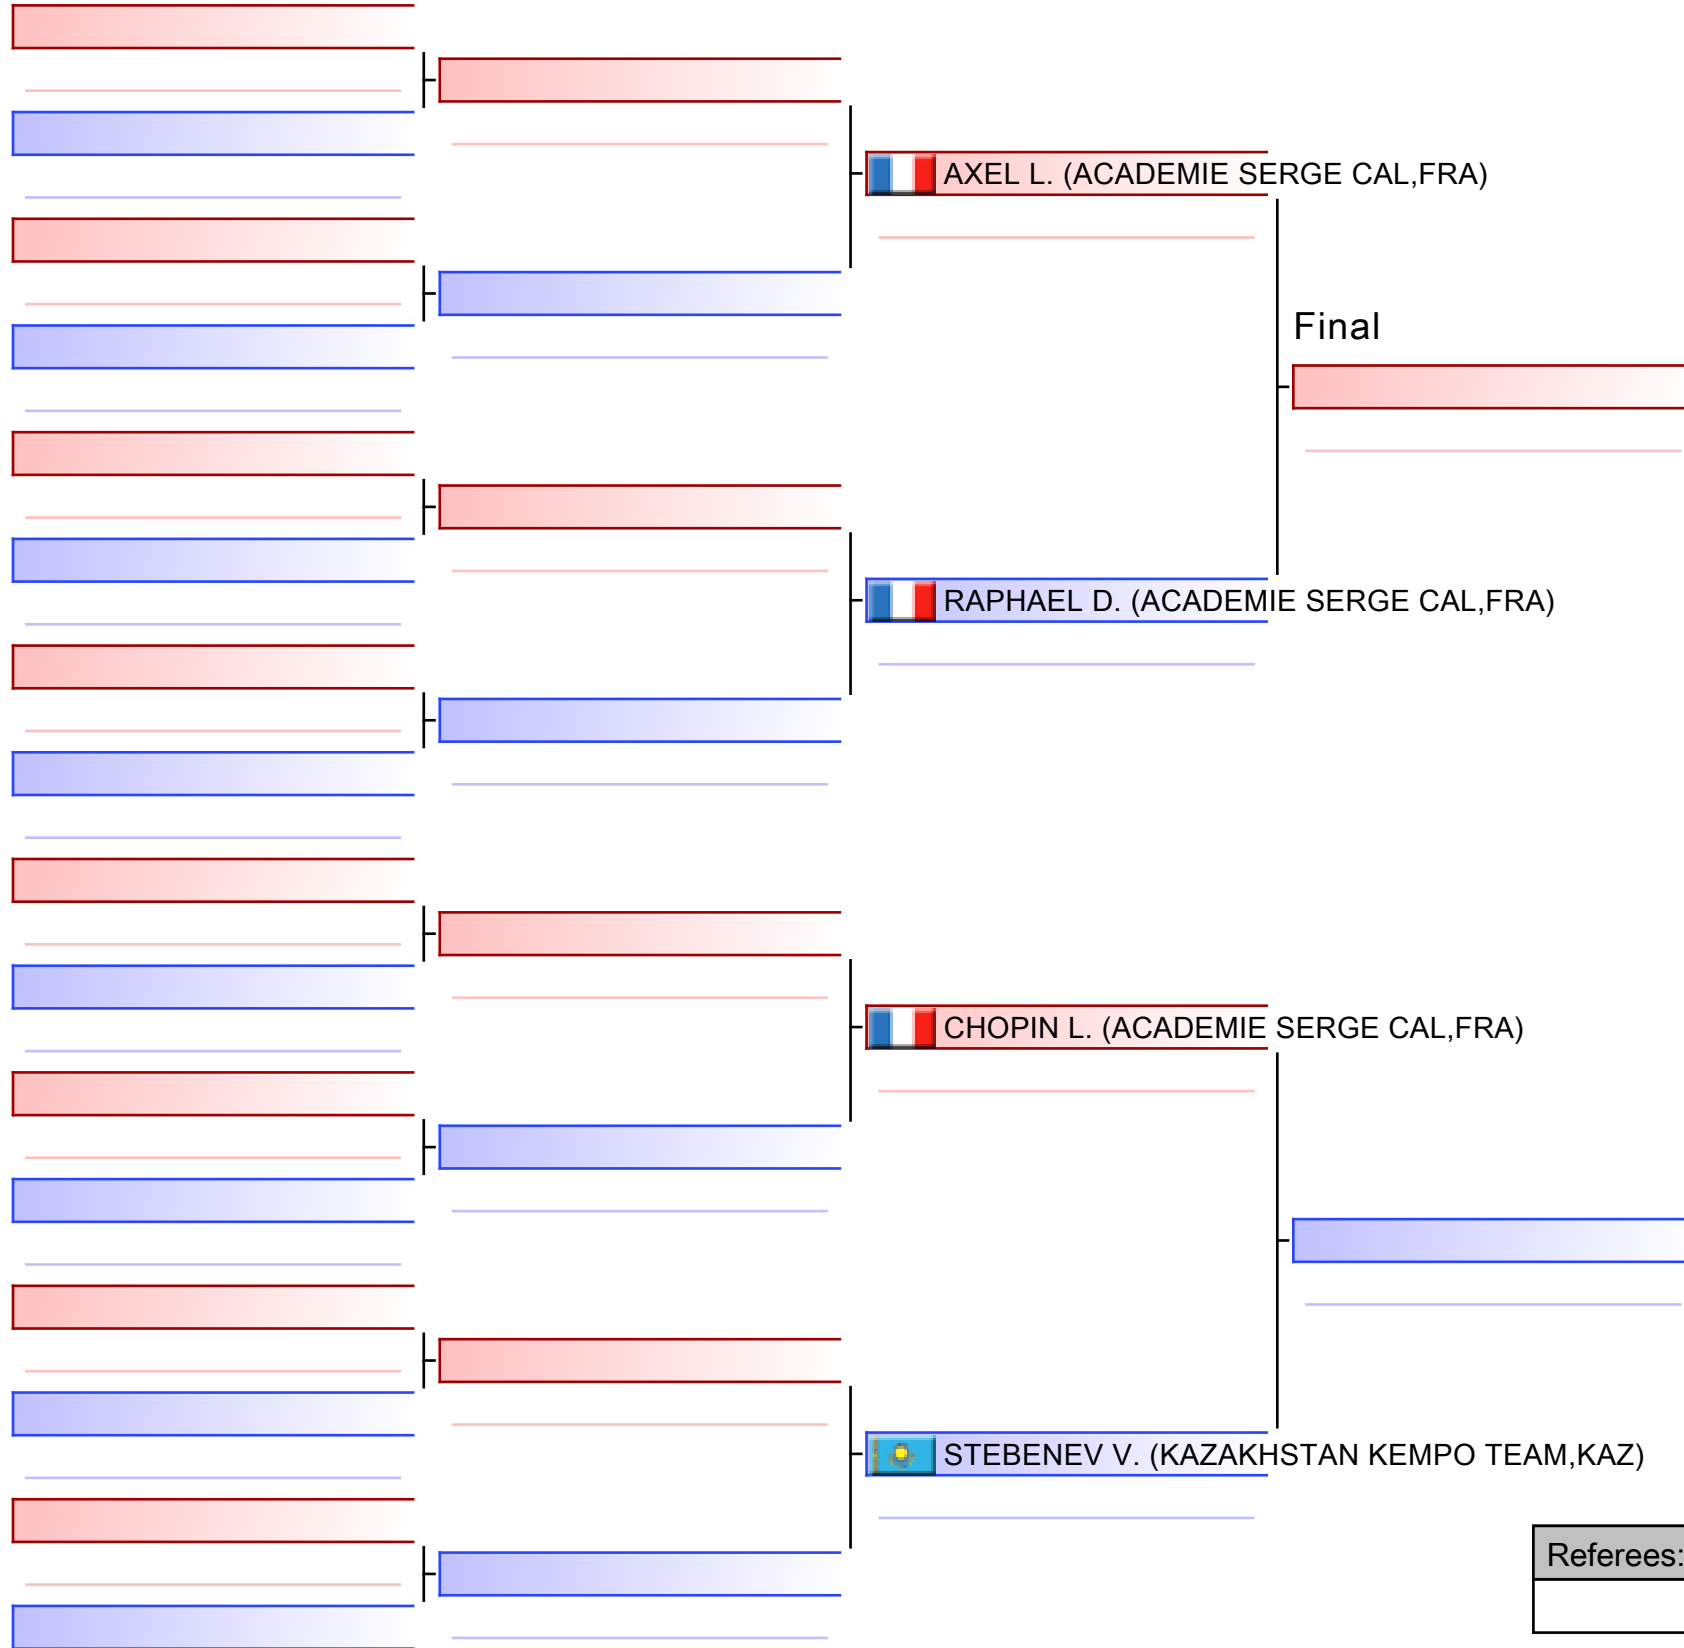 AXEL L. (ACADEMIE SERGE CAL,FRA)
Final
RAPHAEL D. (ACADEMIE SERGE CAL,FRA)
CHOPIN L. (ACADEMIE SERGE CAL,FRA)
STEBENEV V. (KAZAKHSTAN KEMPO TEAM,KAZ)
Referees: